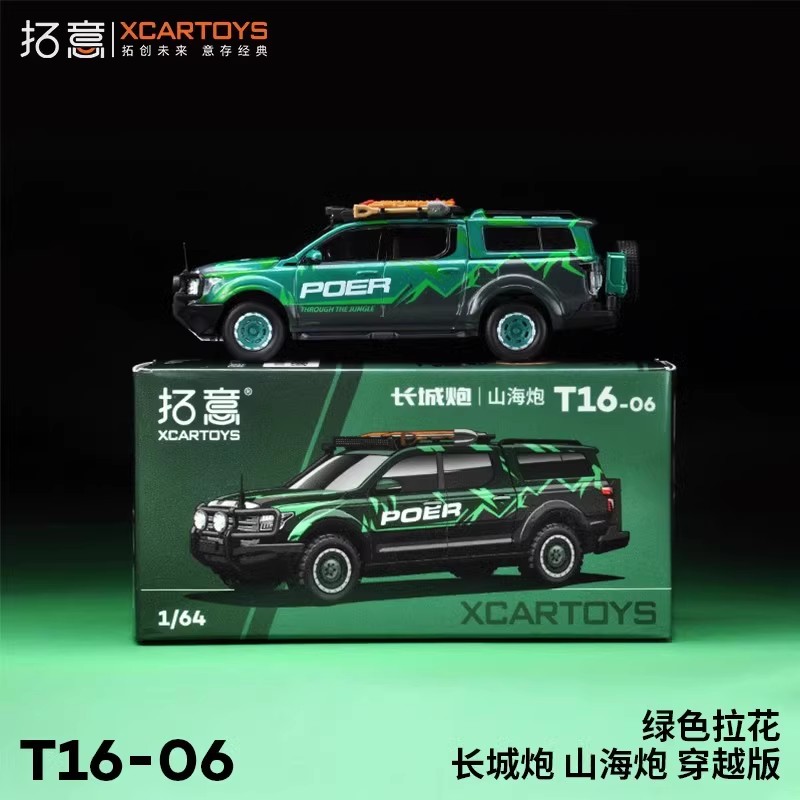 拓意 XCARTOYS
拓创未来 意存经典
POER
THROUGH THE JUNGLE
拓意®
XCARTOYS
长城炮 | 山海炮 T16-06
POER
1/64
XCARTOYS
绿色拉花
T16-06
长城炮 山海炮 穿越版